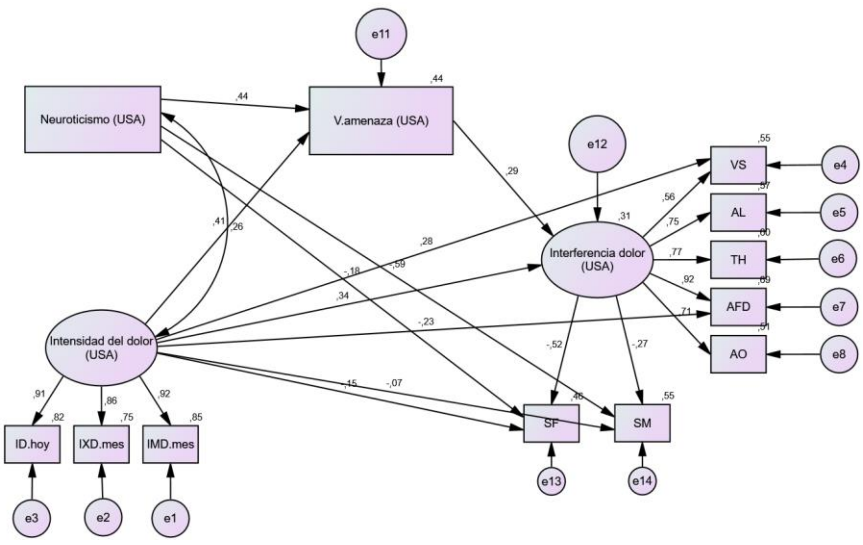 e11
,44
,44
Neuroticismo (USA)
V.amenaza (USA)
e12
,55
VS
e4
,29
,56
,57
AL
e5
,41
,26
,31
,75
,60
,28
Interferencia dolor
(USA)
,77
TH
e6
-,18
,59
,92
,69
,34
AFD
e7
-,23
,71
,51
Intensidad del dolor
(USA)
-,52
-,27
AO
e8
-,15
-,07
,91
,86
,92
,46
,55
,82
,75
,85
SF
SM
ID.hoy
IXD.mes
IMD.mes
e13
e14
e3
e2
e1